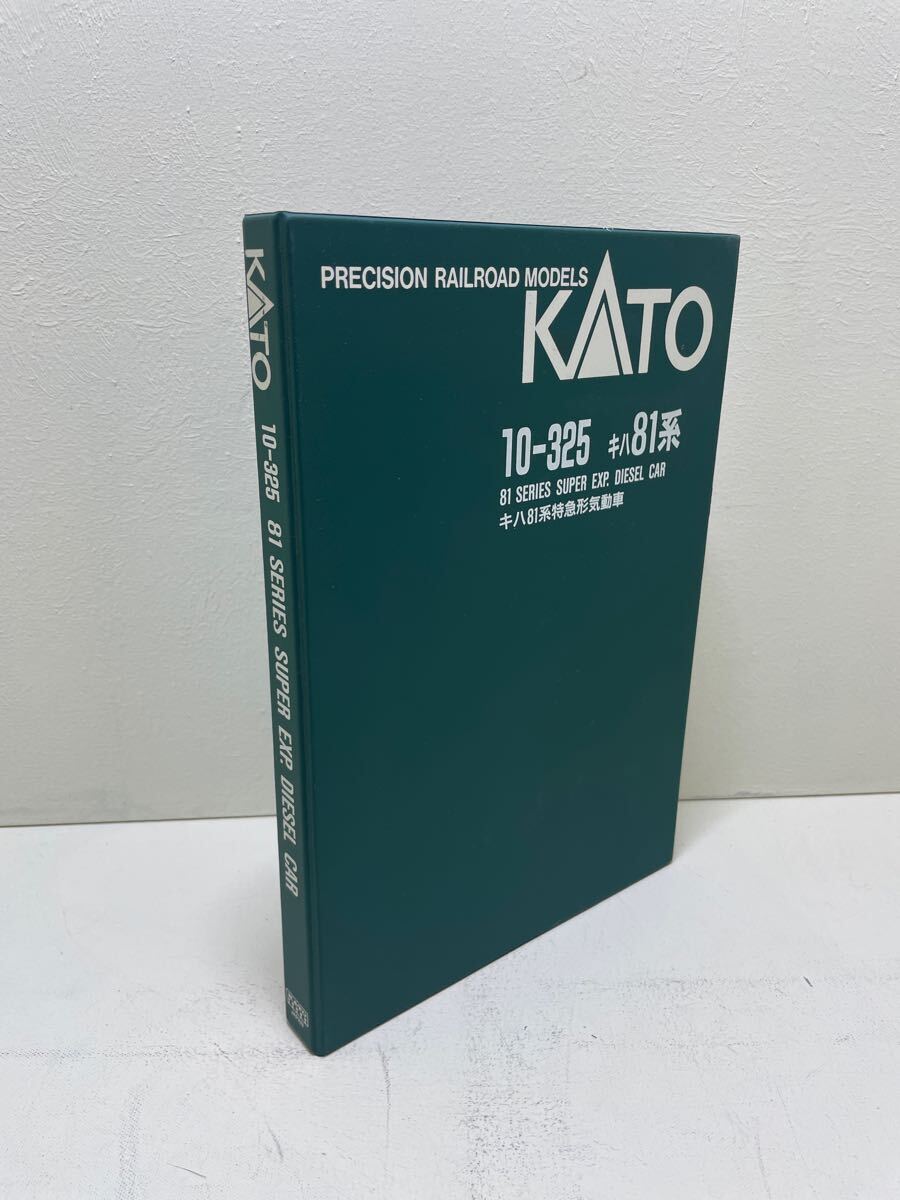 KATO 10-325 81 SERIES SUPER EXP. DIESEL CAR
PRECISION RAILROAD MODELS
KATO
10-325 キハ81系
81 SERIES SUPER EXP. DIESEL CAR
キハ81系特急形気動車